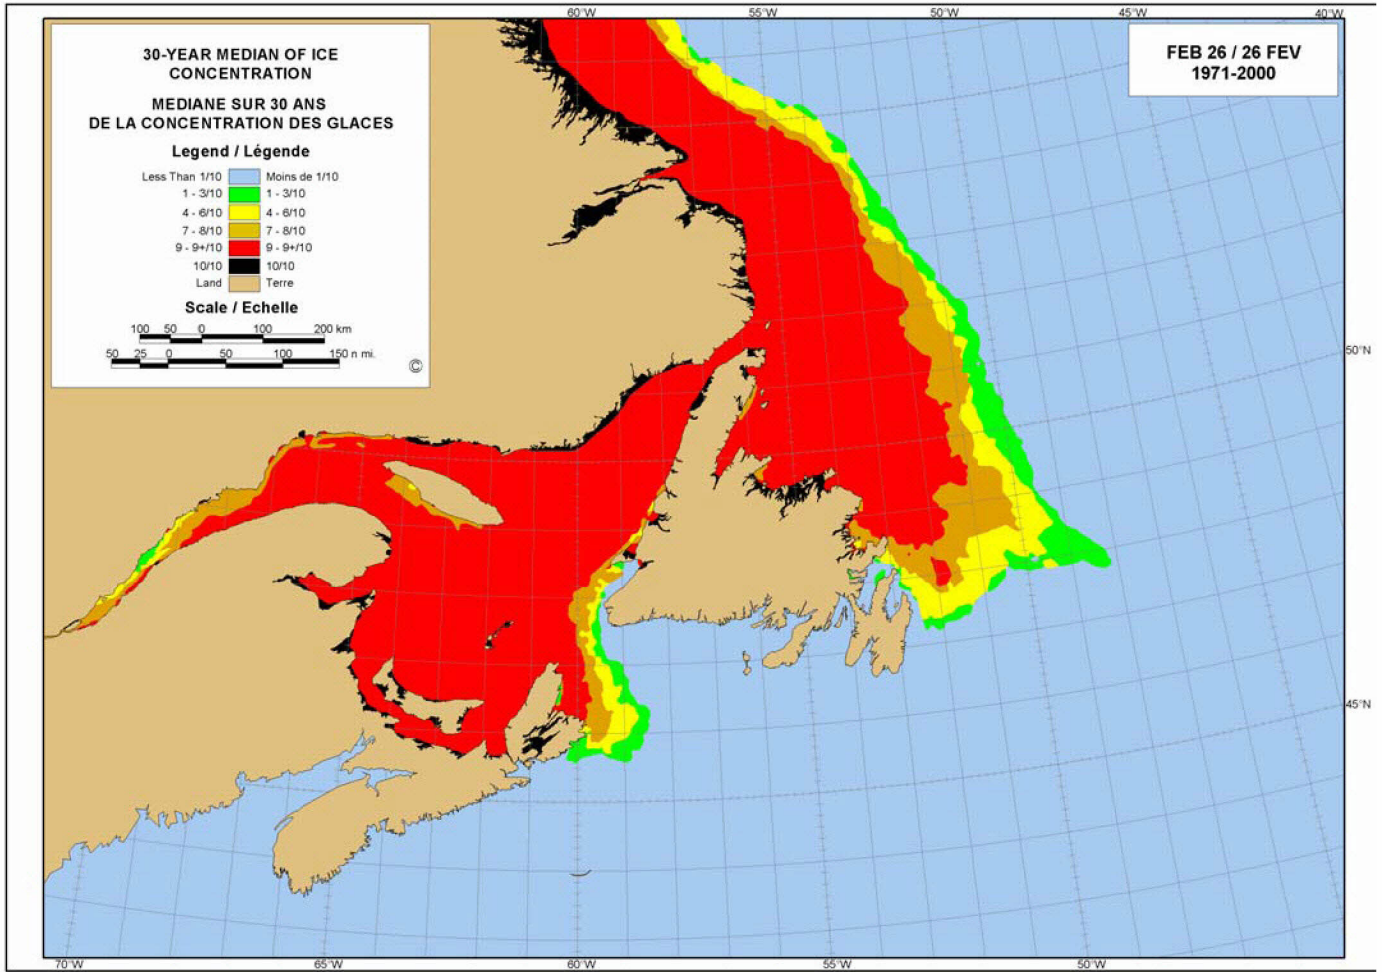 60°W 55°W 50°W 45°W 40°W
30-YEAR MEDIAN OF ICE
CONCENTRATION
MEDIANE SUR 30 ANS
DE LA CONCENTRATION DES GLACES
Legend / Légende
Less Than 1/10 Moins de 1/10
1 - 3/10 1 - 3/10
4 - 6/10 4 - 6/10
7 - 8/10 7 - 8/10
9 - 9+/10 9 - 9+/10
10/10 10/10
Land Terre
Scale / Echelle
100 50 0 100 200 km
50 25 0 50 100 150 n mi.
©
FEB 26 / 26 FEV
1971-2000
50°N
45°N
70°W 65°W 60°W 55°W 50°W